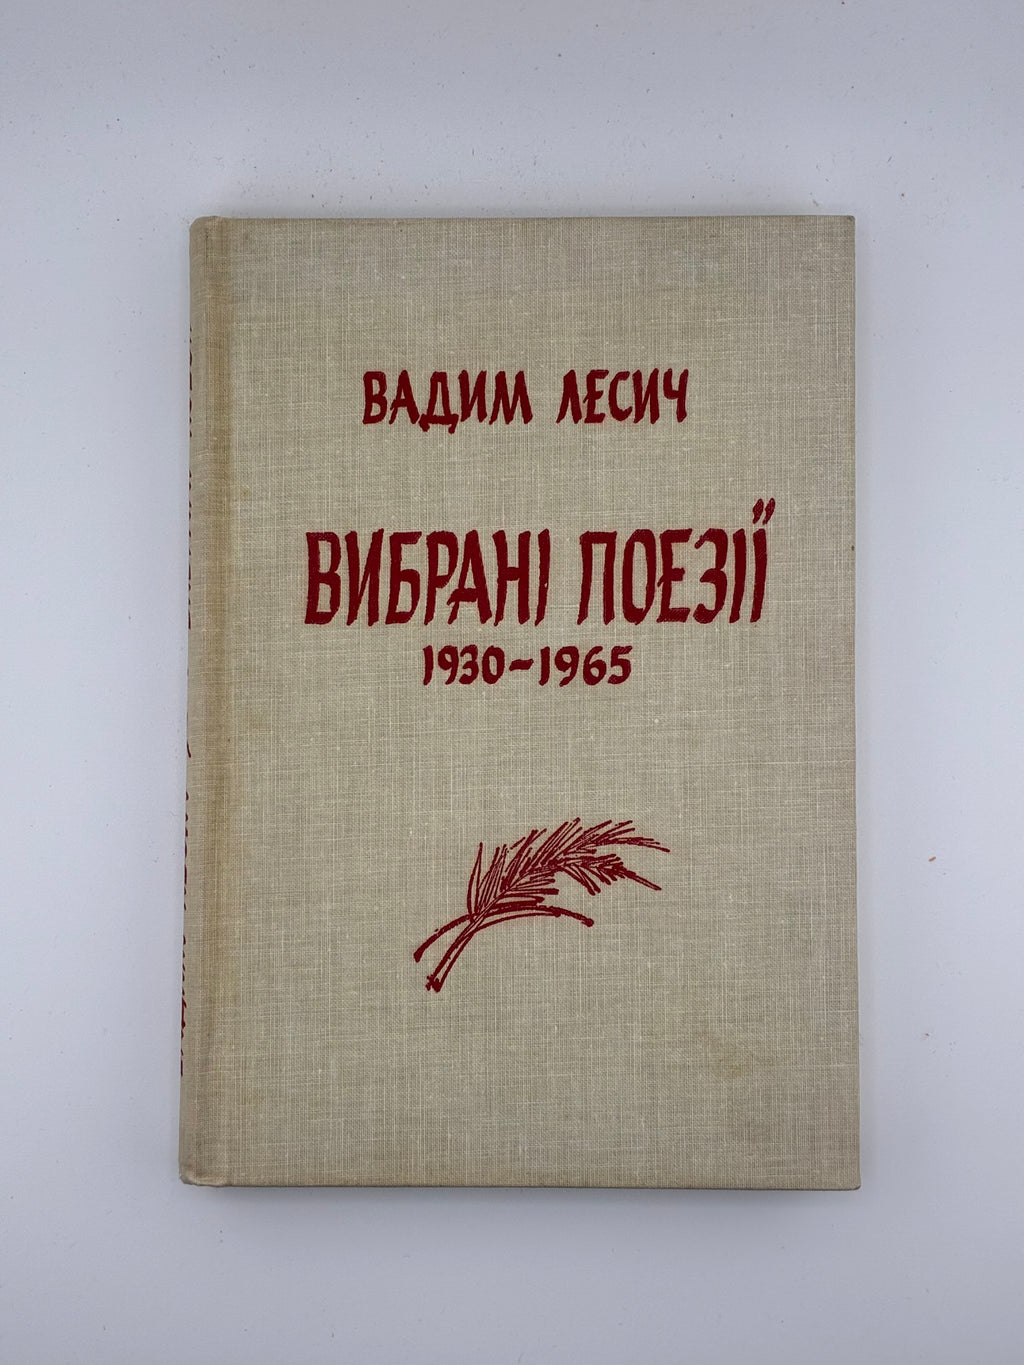 ВАДИМ ЛЕСИЧ
ВИБРАНІ ПОЕЗІЇ
1930-1965